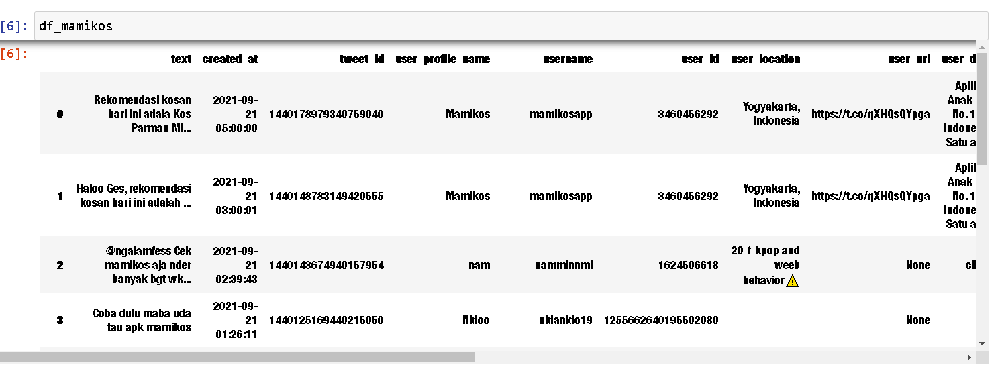 [6]: df_mamikos
[6]:
text created_at tweet_id user_profile_name username user_id user_location user_url user_d
0 Rekomendasi kosan hari ini adala Kos Parman Mi... 2021-09-21 05:00:00 1440178979340759040 Mamikos mamikosapp 3460456292 Yogyakarta, Indonesia https://t.co/qXHQsQYpga Aplil Anak No. 1 Indone Satu a
1 Haloo Ges, rekomendasi kosan hari ini adalah ... 2021-09-21 03:00:01 1440148783149420555 Mamikos mamikosapp 3460456292 Yogyakarta, Indonesia https://t.co/qXHQsQYpga Aplil Anak No. 1 Indone Satu a
2 @ngalamfess Cek mamikos aja nder banyak bgt wk... 2021-09-21 02:39:43 1440143674940157954 nam namminnmi 1624506618 20 ↑ kpop and weeb behavior⚠ None cli
3 Coba dulu maba uda tau apk mamikos 2021-09-21 01:26:11 1440125169440215050 Nidoo nidanido19 1255662640195502080 None